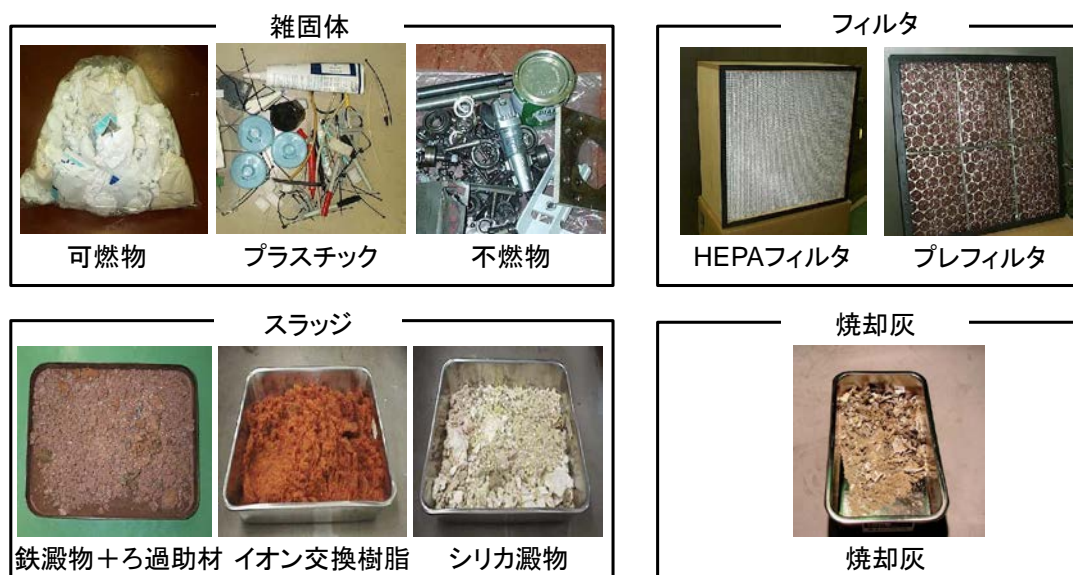 雑固体
可燃物
プラスチック
不燃物
フィルタ
HEPAフィルタ
プレフィルタ
スラッジ
鉄澱物+ろ過助材
イオン交換樹脂
シリカ澱物
焼却灰
焼却灰